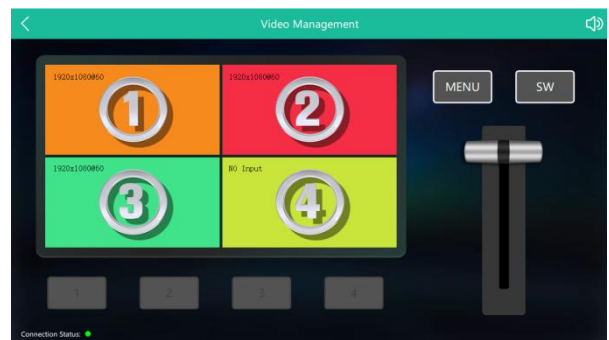 Video Management
1920x1080@60
1
1920x1080@60
2
MENU
SW
1920x1080@60
3
NO Input
4
1
2
3
4
Connection Status: